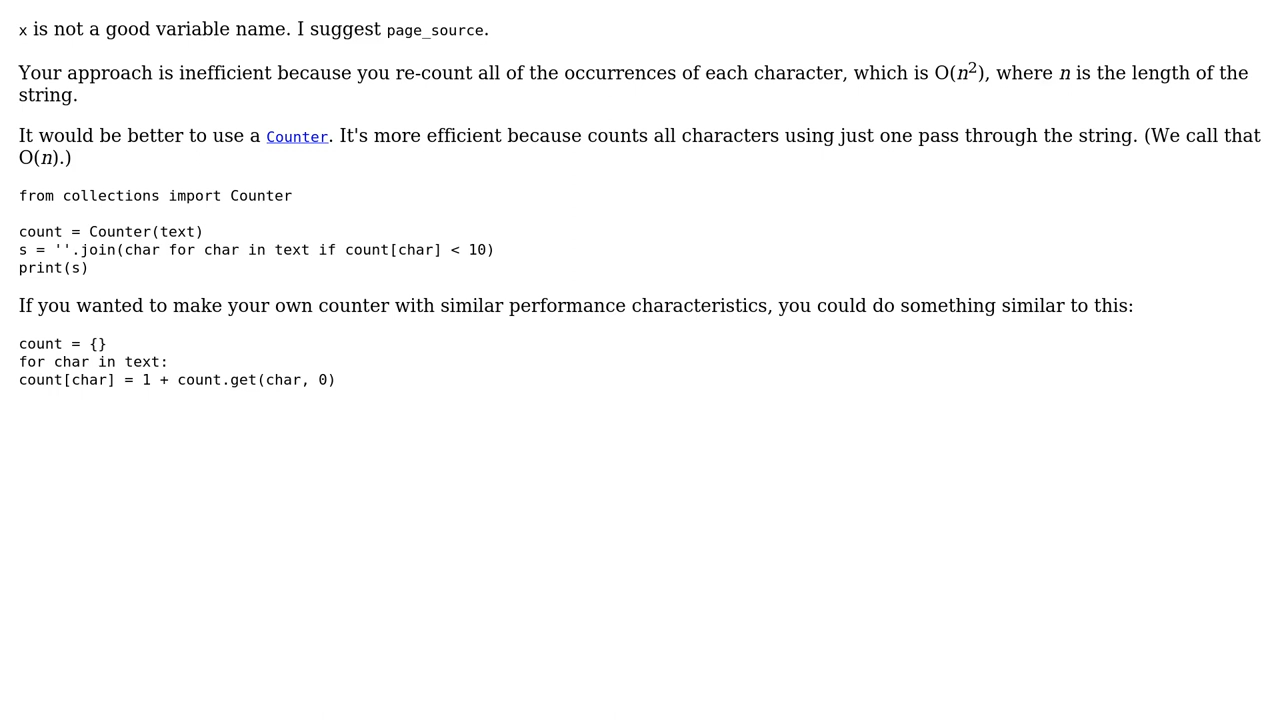 x is not a good variable name. I suggest page_source.
Your approach is inefficient because you re-count all of the occurrences of each character, which is O(n2), where n is the length of the
string.
It would be better to use a Counter. It's more efficient because counts all characters using just one pass through the string. (We call that
O(n).)
from collections import Counter
count = Counter(text)
s = ''.join(char for char in text if count[char] < 10)
print(s)
If you wanted to make your own counter with similar performance characteristics, you could do something similar to this:
count = {}
for char in text:
count[char] = 1 + count.get(char, 0)